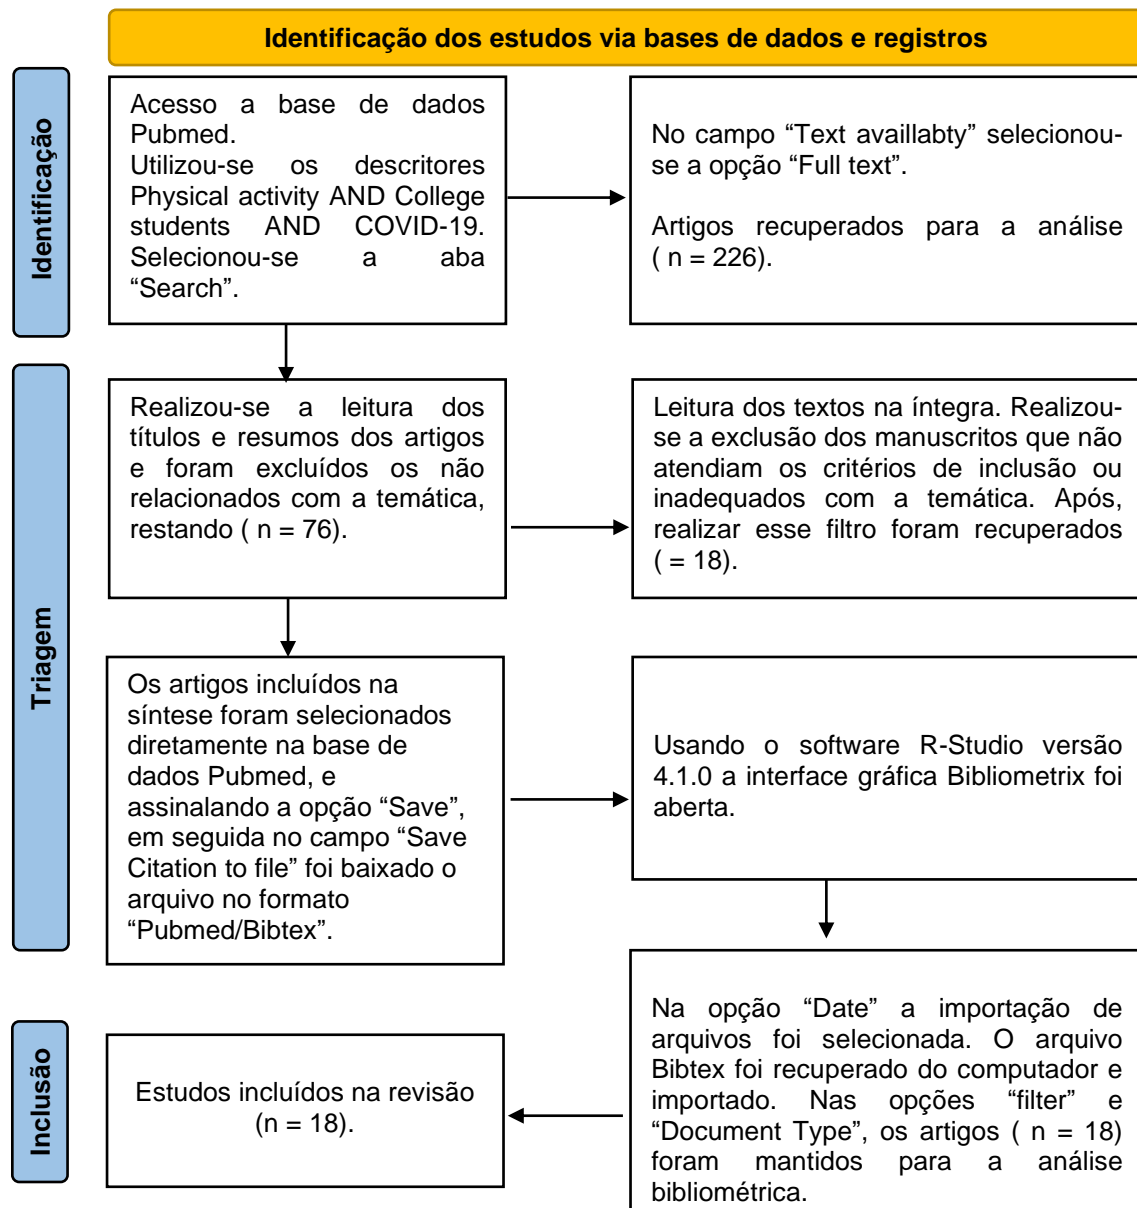 Identificação dos estudos via bases de dados e registros
Identificação
Acesso a base de dados
Pubmed.
Utilizou-se os descritores
Physical activity AND College
students AND COVID-19.
Selecionou-se a aba
“Search”.
No campo “Text availlabty” selecionou-
se a opção “Full text”.
Artigos recuperados para a análise
( n = 226).
Triagem
Realizou-se a leitura dos
títulos e resumos dos artigos
e foram excluídos os não
relacionados com a temática,
restando ( n = 76).
Leitura dos textos na íntegra. Realizou-
se a exclusão dos manuscritos que não
atendiam os critérios de inclusão ou
inadequados com a temática. Após,
realizar esse filtro foram recuperados
( = 18).
Os artigos incluídos na
síntese foram selecionados
diretamente na base de
dados Pubmed, e
assinalando a opção “Save”,
em seguida no campo “Save
Citation to file” foi baixado o
arquivo no formato
“Pubmed/Bibtex”.
Usando o software R-Studio versão
4.1.0 a interface gráfica Bibliometrix foi
aberta.
Inclusão
Estudos incluídos na revisão
(n = 18).
Na opção “Date” a importação de
arquivos foi selecionada. O arquivo
Bibtex foi recuperado do computador e
importado. Nas opções “filter” e
“Document Type”, os artigos ( n = 18)
foram mantidos para a análise
bibliométrica.